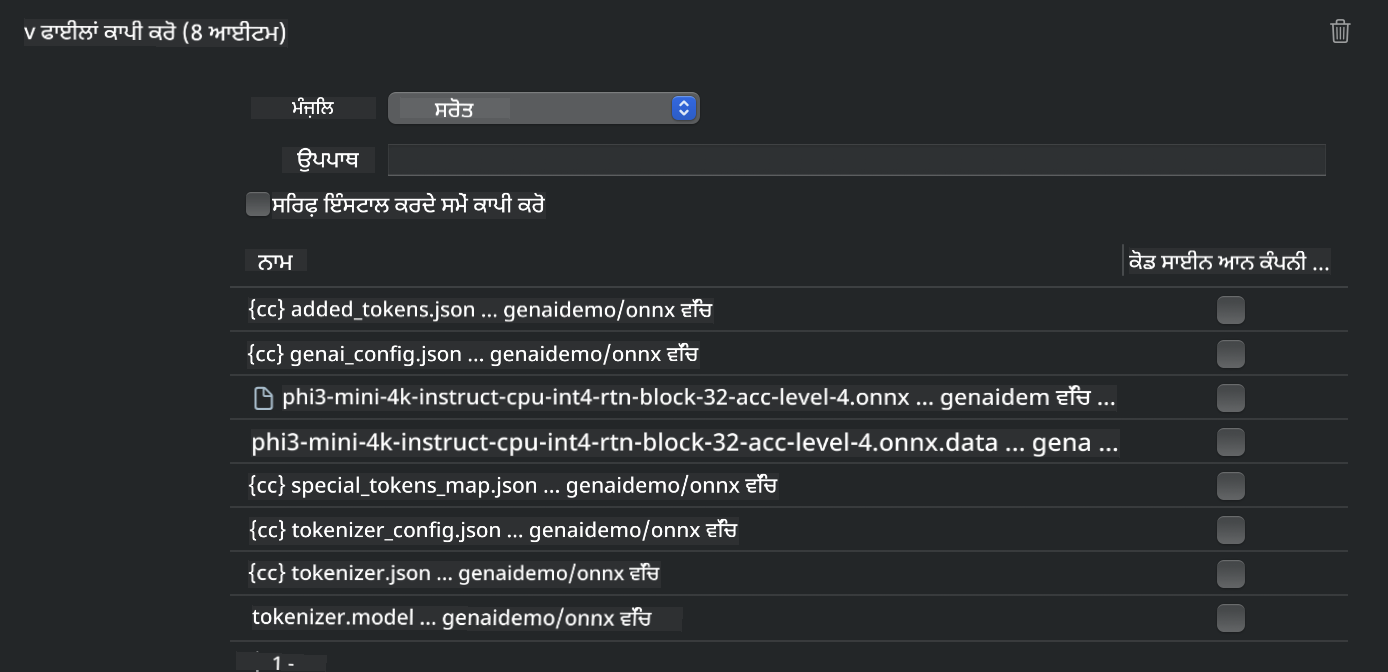 v ਫਾਈਲਾਂ ਕਾਪੀ ਕਰੋ (8 ਆਈਟਮ)
ਮੰਜ਼ਲਿ ਸਰੋਤ
ਉਪਪਾਥ
ਸਰਿਫ਼ ਇੰਸਟਾਲ ਕਰਦੇ ਸਮੇਂ ਕਾਪੀ ਕਰੋ
ਨਾਮ ਕੋਡ ਸਾਈਨ ਆਨ ਕੰਪਨੀ ...
{cc} added_tokens.json ... genaidemo/onnx ਵੱਚਿ
{cc} genai_config.json ... genaidemo/onnx ਵੱਚਿ
phi3-mini-4k-instruct-cpu-int4-rtn-block-32-acc-level-4.onnx ... genaidem ਵੱਚਿ ...
phi3-mini-4k-instruct-cpu-int4-rtn-block-32-acc-level-4.onnx.data ... gena ...
{cc} special_tokens_map.json ... genaidemo/onnx ਵੱਚਿ
{cc} tokenizer_config.json ... genaidemo/onnx ਵੱਚਿ
{cc} tokenizer.json ... genaidemo/onnx ਵੱਚਿ
tokenizer.model ... genaidemo/onnx ਵੱਚਿ
1 -